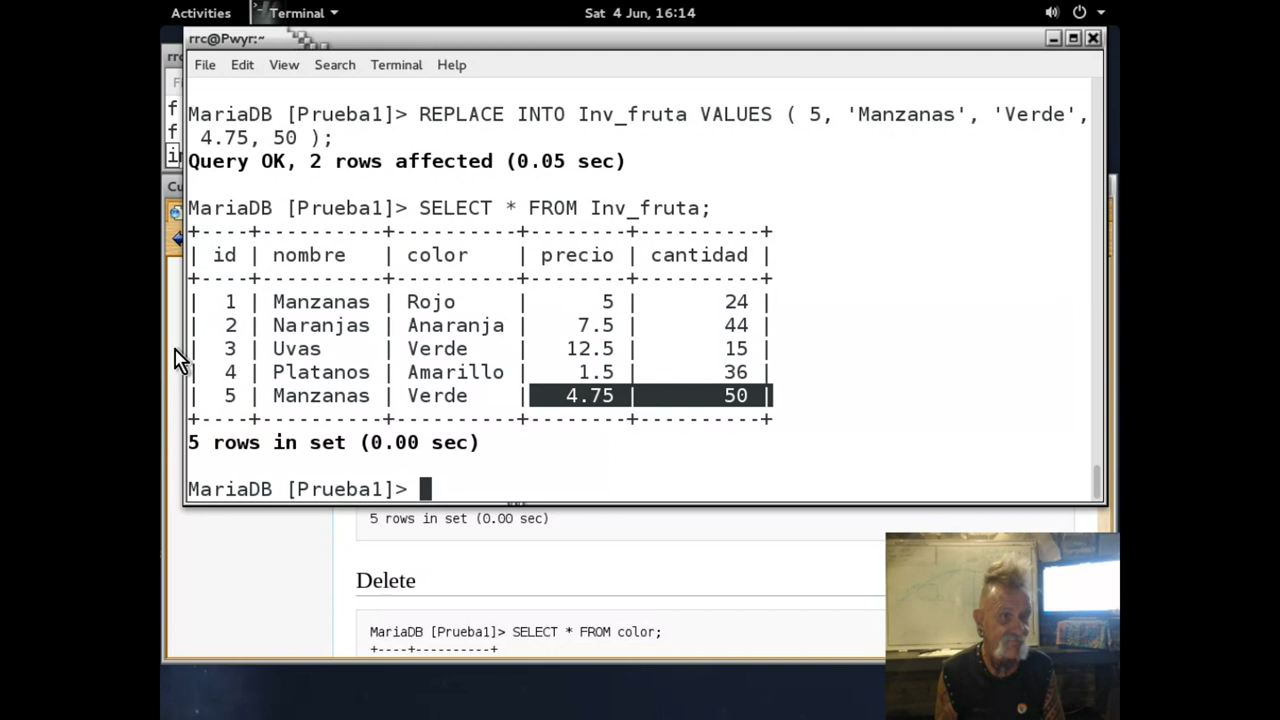 Activities Terminal Sat 4 Jun, 16:14
rrc@Pwyr:~
File Edit View Search Terminal Help
MariaDB [Prueba1]> REPLACE INTO Inv_fruta VALUES ( 5, 'Manzanas', 'Verde',
4.75, 50 );
Query OK, 2 rows affected (0.05 sec)
MariaDB [Prueba1]> SELECT * FROM Inv_fruta;
+----+----------+----------+--------+----------+
| id | nombre | color | precio | cantidad |
+----+----------+----------+--------+----------+
| 1 | Manzanas | Rojo | 5 | 24 |
| 2 | Naranjas | Anaranja | 7.5 | 44 |
| 3 | Uvas | Verde | 12.5 | 15 |
| 4 | Platanos | Amarillo | 1.5 | 36 |
| 5 | Manzanas | Verde | 4.75 | 50 |
+----+----------+----------+--------+----------+
5 rows in set (0.00 sec)
MariaDB [Prueba1]>
5 rows in set (0.00 sec)
Delete
MariaDB [Prueba1]> SELECT * FROM color;
+----+----------+